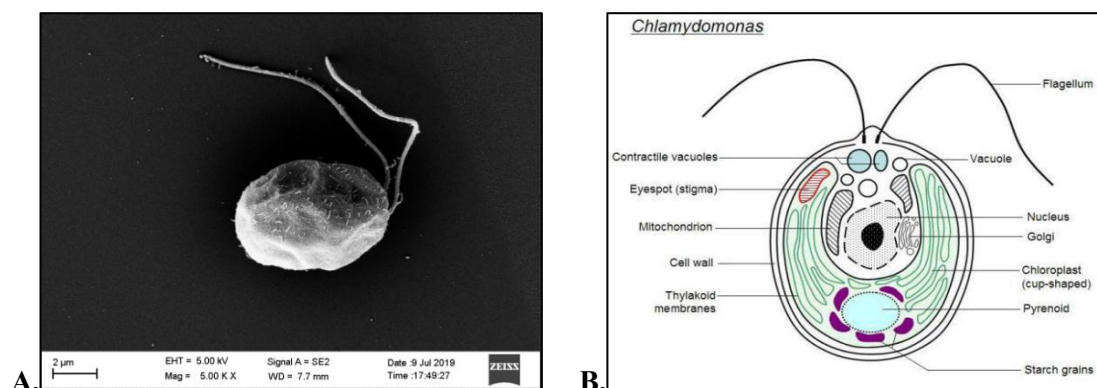 2 µm
EHT = 5.00 kV
Signal A = SE2
Date :9 Jul 2019
Mag = 5.00 K X
WD = 7.7 mm
Time :17:49:27
ZEISS
A.
Chlamydomonas
Flagellum
Contractile vacuoles
Vacuole
Eyespot (stigma)
Nucleus
Mitochondrion
Golgi
Cell wall
Chloroplast
(cup-shaped)
Thylakoid
membranes
Pyrenoid
Starch grains
B.